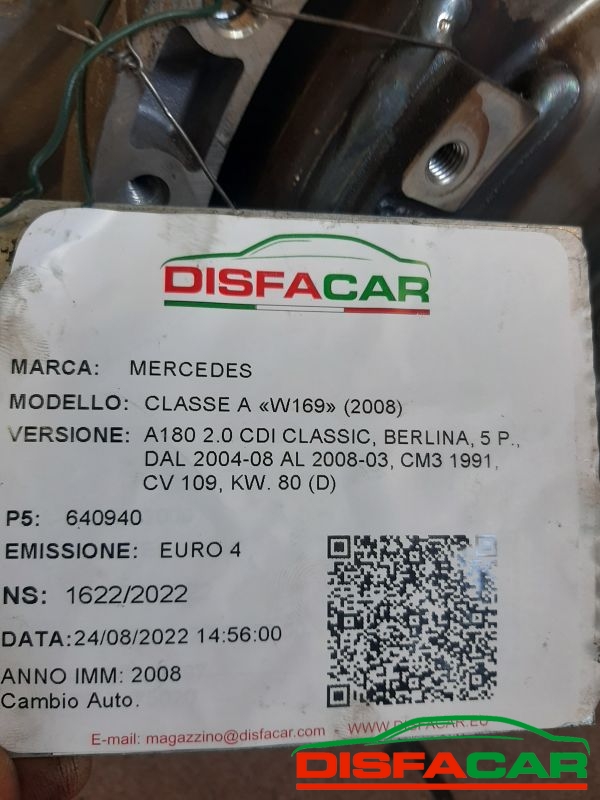 DISFACAR
MARCA: MERCEDES
MODELLO: CLASSE A «W169» (2008)
VERSIONE: A180 2.0 CDI CLASSIC, BERLINA, 5 P.,
DAL 2004-08 AL 2008-03, CM3 1991,
CV 109, KW. 80 (D)
P5: 640940
EMISSIONE: EURO 4
NS: 1622/2022
DATA:24/08/2022 14:56:00
ANNO IMM: 2008
Cambio Auto.
E-mail: magazzino@disfacar.com - WWW.DISFACAR.EU
DISFACAR